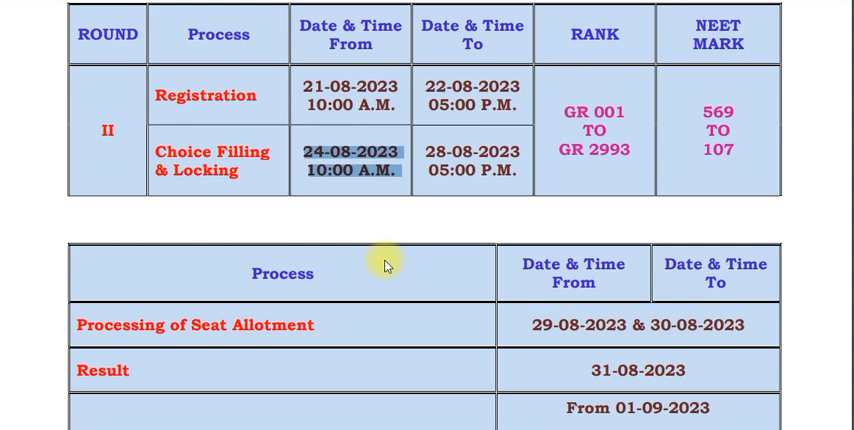 ROUND
Process
Date & Time
From
Date & Time
To
RANK
NEET
MARK
II
Registration
21-08-2023
10:00 A.M.
22-08-2023
05:00 P.M.
GR 001
TO
GR 2993
569
TO
107
Choice Filling
& Locking
24-08-2023
10:00 A.M.
28-08-2023
05:00 P.M.
Process
Date & Time
From
Date & Time
To
Processing of Seat Allotment
29-08-2023 & 30-08-2023
Result
31-08-2023
From 01-09-2023